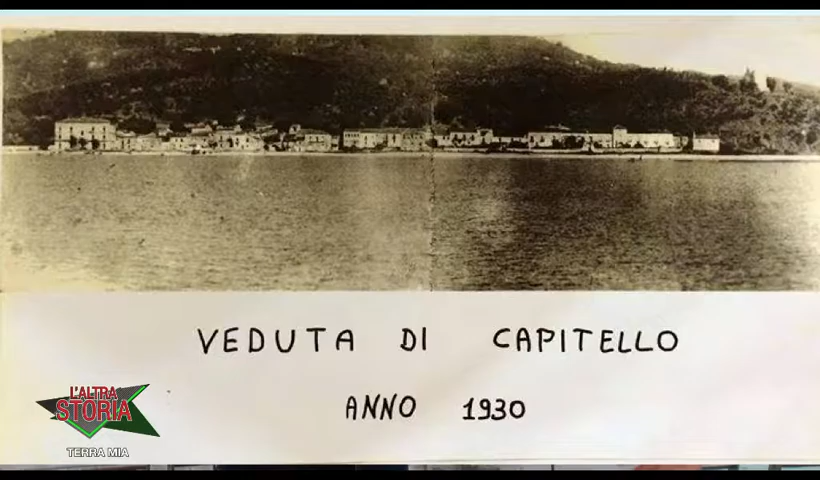 VEDUTA DI CAPITELLO
ANNO 1930
L'ALTRA
STORIA
TERRA MIA